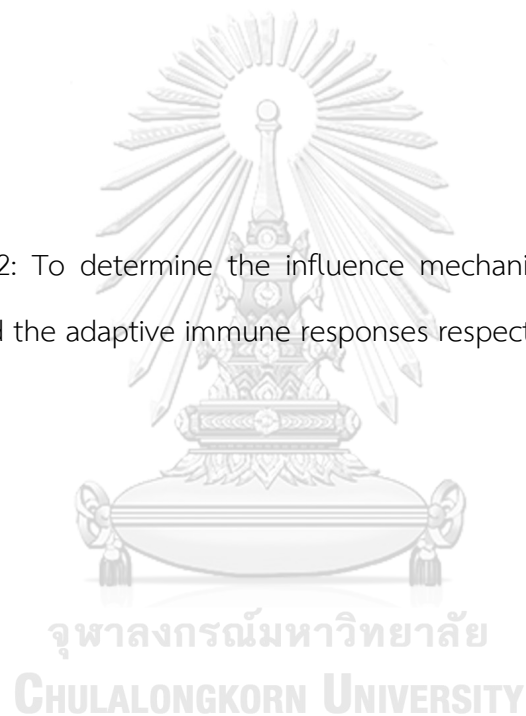 2: To determine the influence mechani
d the adaptive immune responses respect
จุฬาลงกรณ์มหาวิทยาลัย
CHULALONGKORN UNIVERSITY